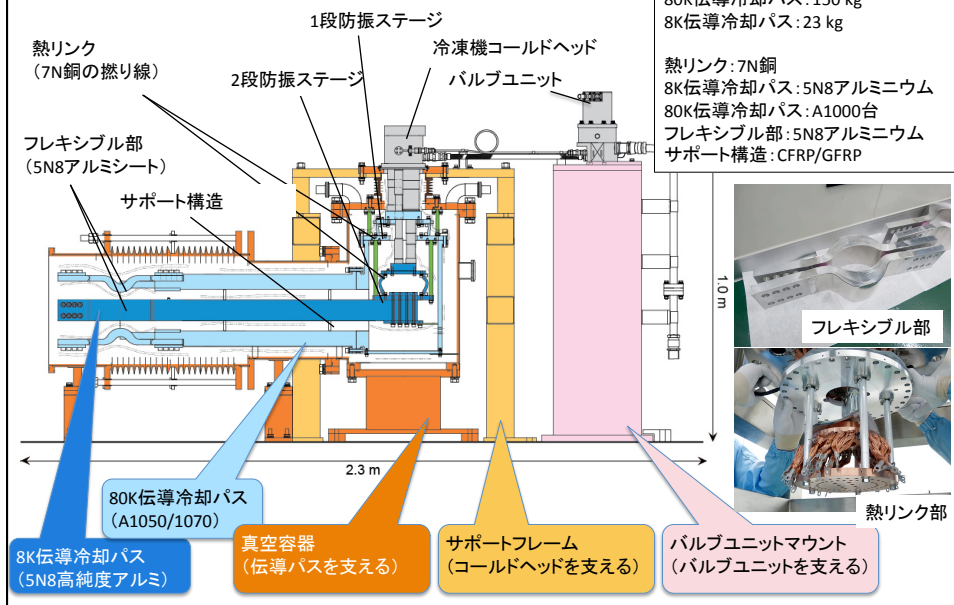 80K伝導冷却パス:150 kg
8K伝導冷却パス:23 kg
熱リンク:7N銅
8K伝導冷却パス:5N8アルミニウム
80K伝導冷却パス:A1000台
フレキシブル部:5N8アルミニウム
サポート構造:CFRP/GFRP
1段防振ステージ
熱リンク
(7N銅の撚り線)
冷凍機コールドヘッド
2段防振ステージ
バルブユニット
フレキシブル部
(5N8アルミシート)
サポート構造
1.0 m
フレキシブル部
2.3 m
熱リンク部
80K伝導冷却パス
(A1050/1070)
8K伝導冷却パス
(5N8高純度アルミ)
真空容器
(伝導パスを支える)
サポートフレーム
(コールドヘッドを支える)
バルブユニットマウント
(バルブユニットを支える)